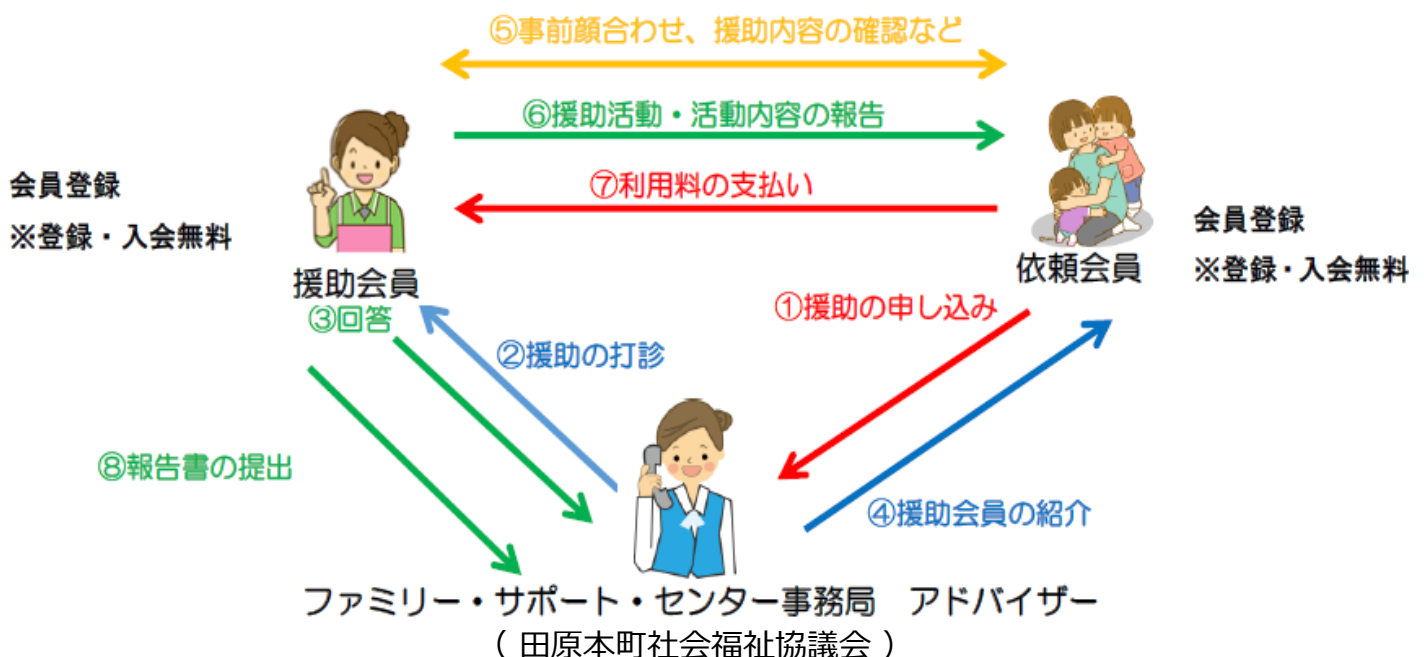 ⑤事前顔合わせ、援助内容の確認など
⑥援助活動・活動内容の報告
⑦利用料の支払い
会員登録
※登録・入会無料
会員登録
※登録・入会無料
援助会員
依頼会員
①援助の申し込み
③回答
②援助の打診
⑧報告書の提出
④援助会員の紹介
ファミリー・サポート・センター事務局　アドバイザー
（ 田原本町社会福祉協議会 ）